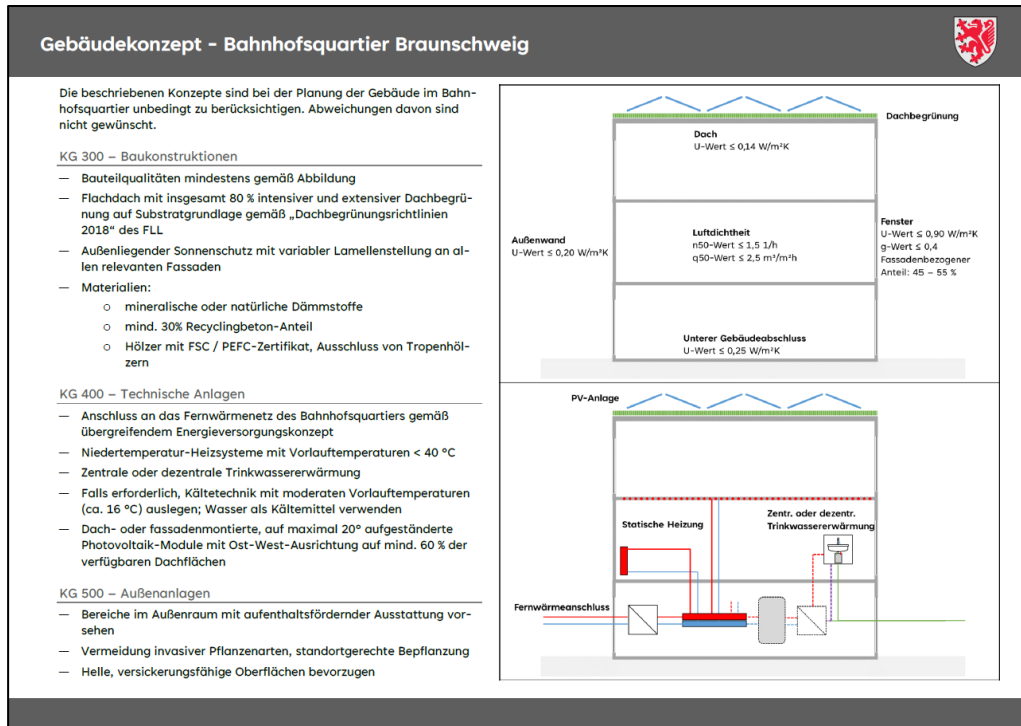 Gebäudekonzept - Bahnhofsquartier Braunschweig
Die beschriebenen Konzepte sind bei der Planung der Gebäude im Bahn-
hofsquartier unbedingt zu berücksichtigen. Abweichungen davon sind
nicht gewünscht.
KG 300 – Baukonstruktionen
— Bauteilqualitäten mindestens gemäß Abbildung
— Flachdach mit insgesamt 80 % intensiver und extensiver Dachbegrü-
nung auf Substratgrundlage gemäß „Dachbegrünungsrichtlinien
2018“ des FLL
— Außenliegender Sonnenschutz mit variabler Lamellenstellung an al-
len relevanten Fassaden
— Materialien:
o mineralische oder natürliche Dämmstoffe
o mind. 30% Recyclingbeton-Anteil
o Hölzer mit FSC / PEFC-Zertifikat, Ausschluss von Tropenhöl-
zern
KG 400 – Technische Anlagen
— Anschluss an das Fernwärmenetz des Bahnhofsquartiers gemäß
übergreifendem Energieversorgungskonzept
— Niedertemperatur-Heizsysteme mit Vorlauftemperaturen < 40 °C
— Zentrale oder dezentrale Trinkwassererwärmung
— Falls erforderlich, Kältetechnik mit moderaten Vorlauftemperaturen
(ca. 16 °C) auslegen; Wasser als Kältemittel verwenden
— Dach- oder fassadenmontierte, auf maximal 20° aufgeständerte
Photovoltaik-Module mit Ost-West-Ausrichtung auf mind. 60 % der
verfügbaren Dachflächen
KG 500 – Außenanlagen
— Bereiche im Außenraum mit aufenthaltsfördernder Ausstattung vor-
sehen
— Vermeidung invasiver Pflanzenarten, standortgerechte Bepflanzung
— Helle, versickerungsfähige Oberflächen bevorzugen
Dachbegrünung
Dach
U-Wert ≤ 0,14 W/m²K
Außenwand
U-Wert ≤ 0,20 W/m²K
Luftdichtheit
n50-Wert ≤ 1,5 1/h
q50-Wert ≤ 2,5 m³/m²h
Fenster
U-Wert ≤ 0,90 W/m²K
g-Wert ≤ 0,4
Fassadenbezogener
Anteil: 45 – 55 %
Unterer Gebäudeabschluss
U-Wert ≤ 0,25 W/m²K
PV-Anlage
Statische Heizung
Zentr. oder dezentr.
Trinkwassererwärmung
Fernwärmeanschluss